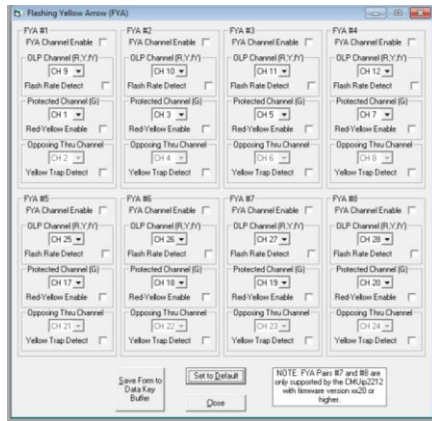 Flashing Yellow Arrow (FYA)
FYA #1
FYA Channel Enable
OLP Channel (R,Y,fY)
CH 9
Flash Rate Detect
Protected Channel (G)
CH 1
Red-Yellow Enable
Opposing Thru Channel
CH 2
Yellow Trap Detect
FYA #2
FYA Channel Enable
OLP Channel (R,Y,fY)
CH 10
Flash Rate Detect
Protected Channel (G)
CH 3
Red-Yellow Enable
Opposing Thru Channel
CH 4
Yellow Trap Detect
FYA #3
FYA Channel Enable
OLP Channel (R,Y,fY)
CH 11
Flash Rate Detect
Protected Channel (G)
CH 5
Red-Yellow Enable
Opposing Thru Channel
CH 6
Yellow Trap Detect
FYA #4
FYA Channel Enable
OLP Channel (R,Y,fY)
CH 12
Flash Rate Detect
Protected Channel (G)
CH 7
Red-Yellow Enable
Opposing Thru Channel
CH 8
Yellow Trap Detect
FYA #5
FYA Channel Enable
OLP Channel (R,Y,fY)
CH 25
Flash Rate Detect
Protected Channel (G)
CH 17
Red-Yellow Enable
Opposing Thru Channel
CH 21
Yellow Trap Detect
FYA #6
FYA Channel Enable
OLP Channel (R,Y,fY)
CH 26
Flash Rate Detect
Protected Channel (G)
CH 18
Red-Yellow Enable
Opposing Thru Channel
CH 22
Yellow Trap Detect
FYA #7
FYA Channel Enable
OLP Channel (R,Y,fY)
CH 27
Flash Rate Detect
Protected Channel (G)
CH 19
Red-Yellow Enable
Opposing Thru Channel
CH 23
Yellow Trap Detect
FYA #8
FYA Channel Enable
OLP Channel (R,Y,fY)
CH 28
Flash Rate Detect
Protected Channel (G)
CH 20
Red-Yellow Enable
Opposing Thru Channel
CH 24
Yellow Trap Detect
Save Form to
Data Key
Buffer
Set to Default
Close
NOTE: FYA Pairs #7 and #8 are
only supported by the CMUip2212
with firmware version xx20 or
higher.